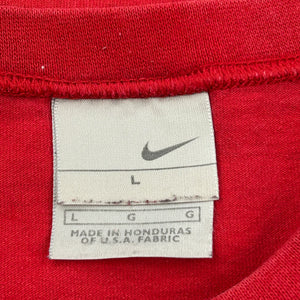 L
L G G
MADE IN HONDURAS
OF U.S.A. FABRIC